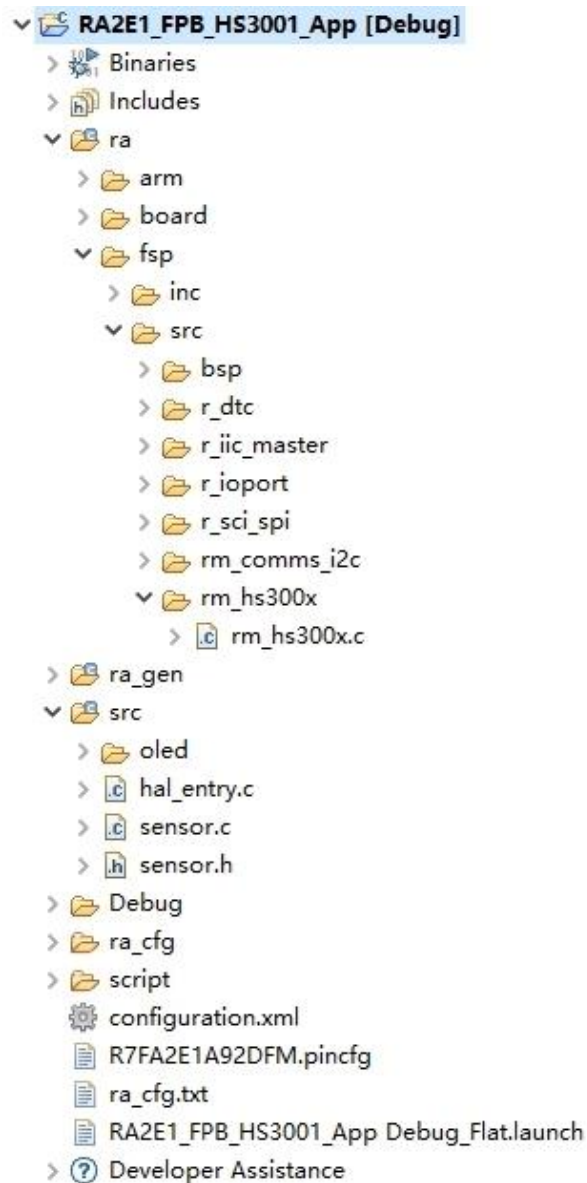 RA2E1_FPB_HS3001_App [Debug]
Binaries
Includes
ra
arm
board
fsp
inc
src
bsp
r_dtc
r_iic_master
r_ioport
r_sci_spi
rm_comms_i2c
rm_hs300x
rm_hs300x.c
ra_gen
src
oled
hal_entry.c
sensor.c
sensor.h
Debug
ra_cfg
script
configuration.xml
R7FA2E1A92DFM.pincfg
ra_cfg.txt
RA2E1_FPB_HS3001_App Debug_Flat.launch
Developer Assistance